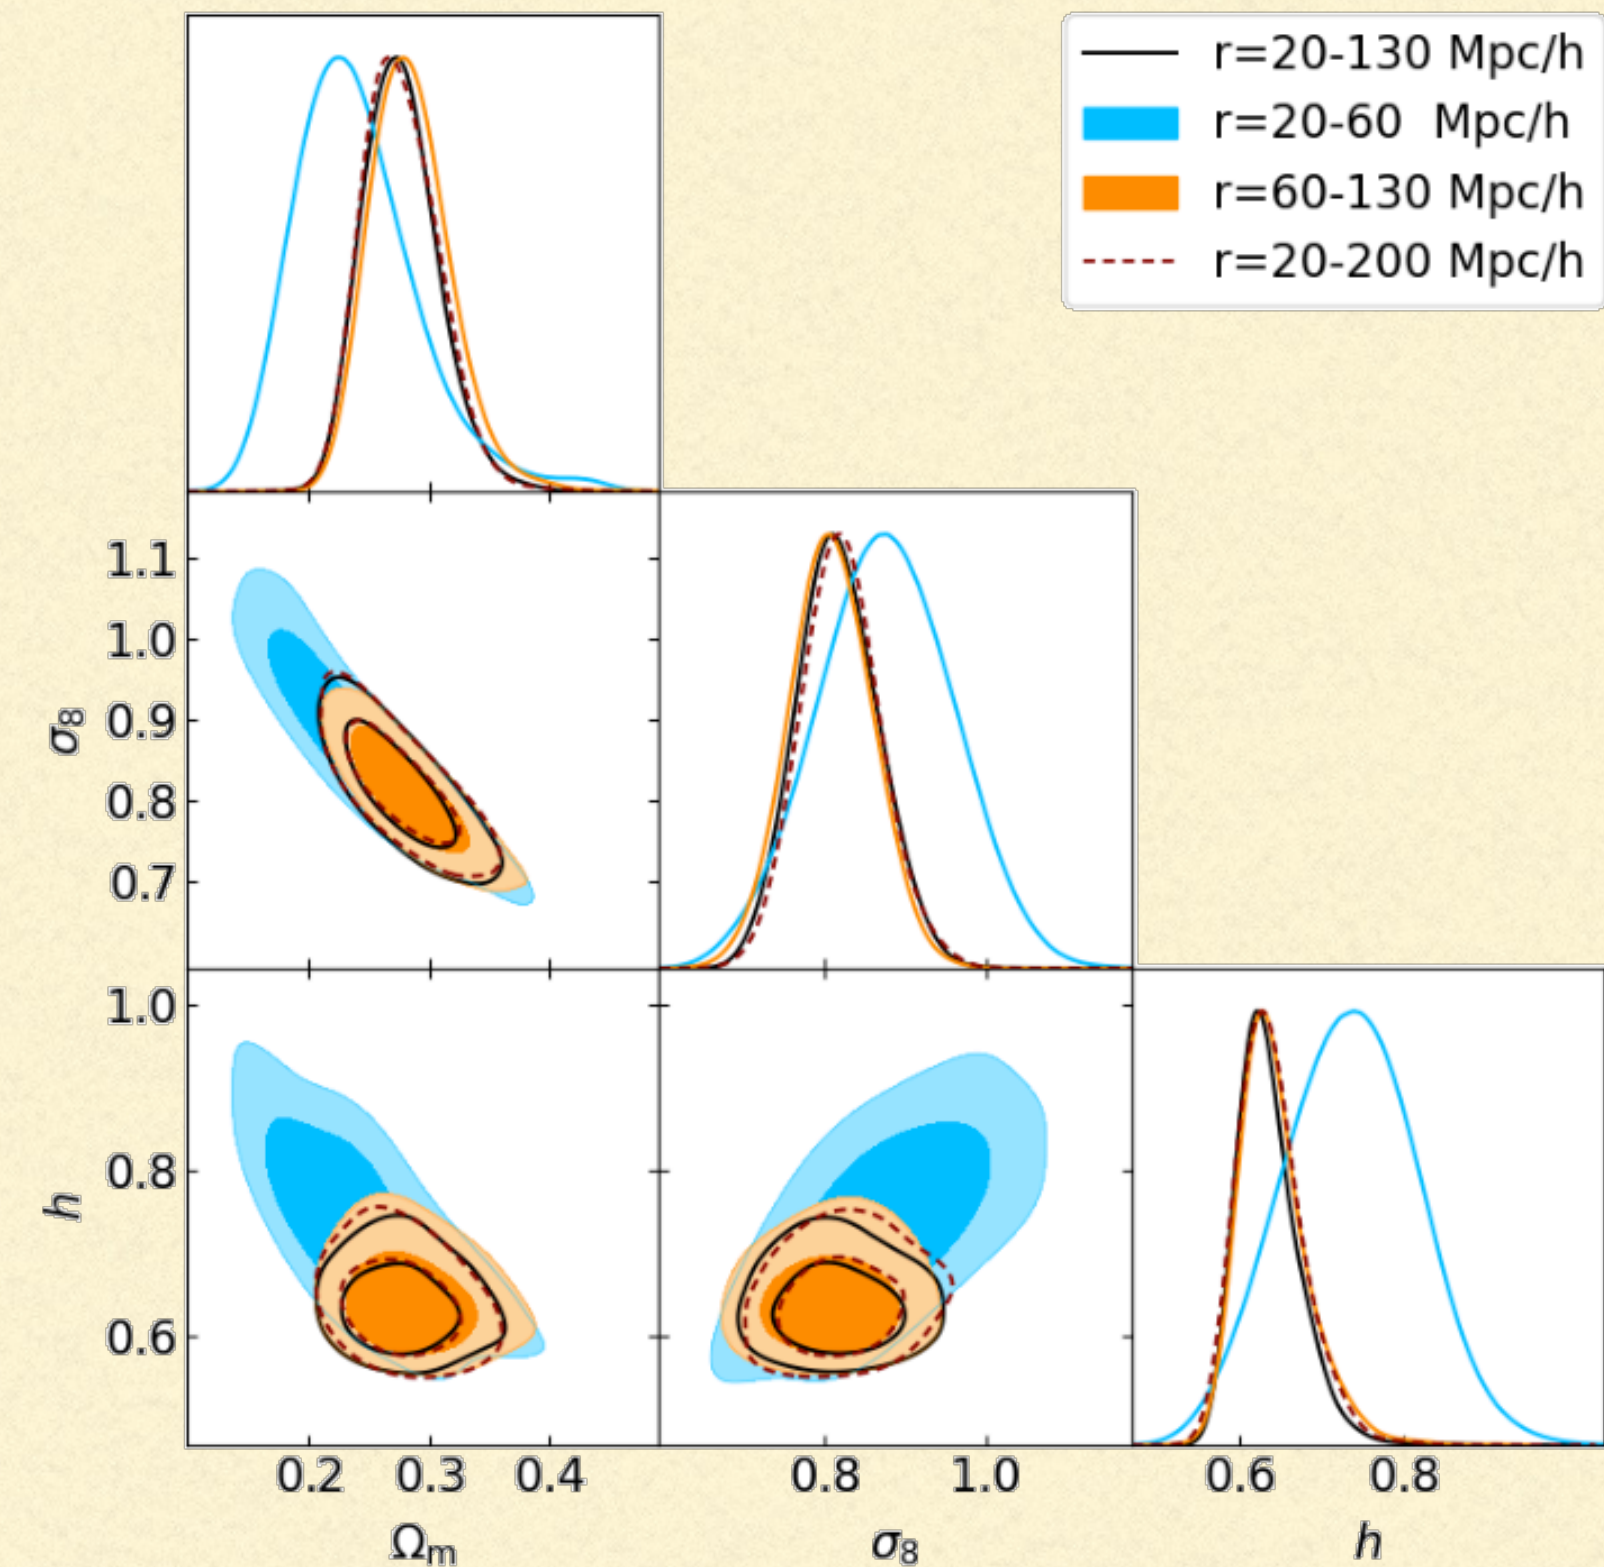 r=20-130 Mpc/h
r=20-60 Mpc/h
r=60-130 Mpc/h
r=20-200 Mpc/h
1.1
1.0
0.9
0.8
0.7
σ₈
1.0
0.8
0.6
h
0.2 0.3 0.4 0.8 1.0 0.6 0.8
Ωₘ σ₈ h